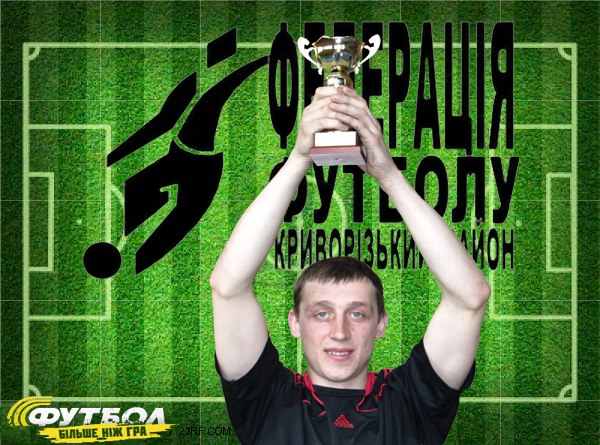 ФЕДЕРАЦІЯ
ФУТБОЛУ
КРИВОРІЗЬКИЙ РАЙОН
ФУТБОЛ
БІЛЬШЕ НІЖ ГРА